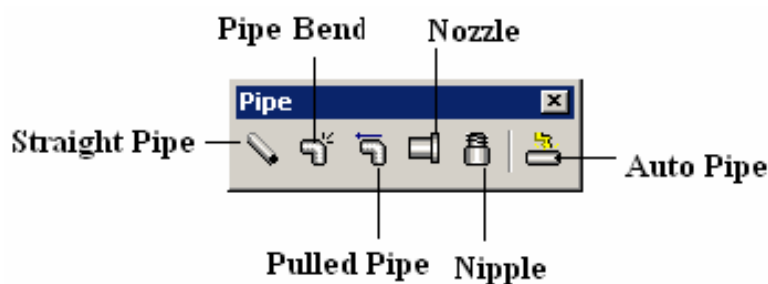 Pipe Bend Nozzle
Pipe
Straight Pipe
Auto Pipe
Pulled Pipe Nipple